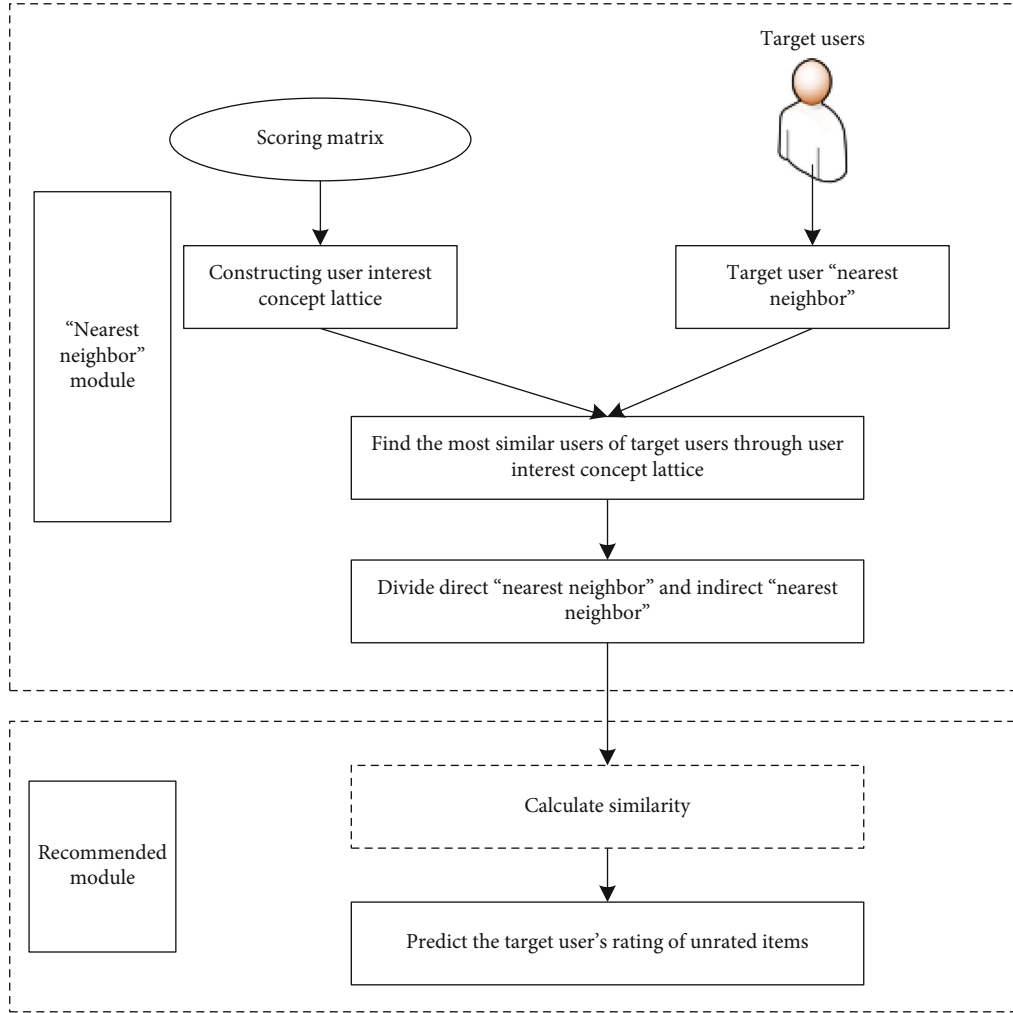 Target users
Scoring matrix
Constructing user interest
concept lattice
Target user “nearest
neighbor”
“Nearest
neighbor”
module
Find the most similar users of target users through user
interest concept lattice
Divide direct “nearest neighbor” and indirect “nearest
neighbor”
Calculate similarity
Recommended
module
Predict the target user’s rating of unrated items